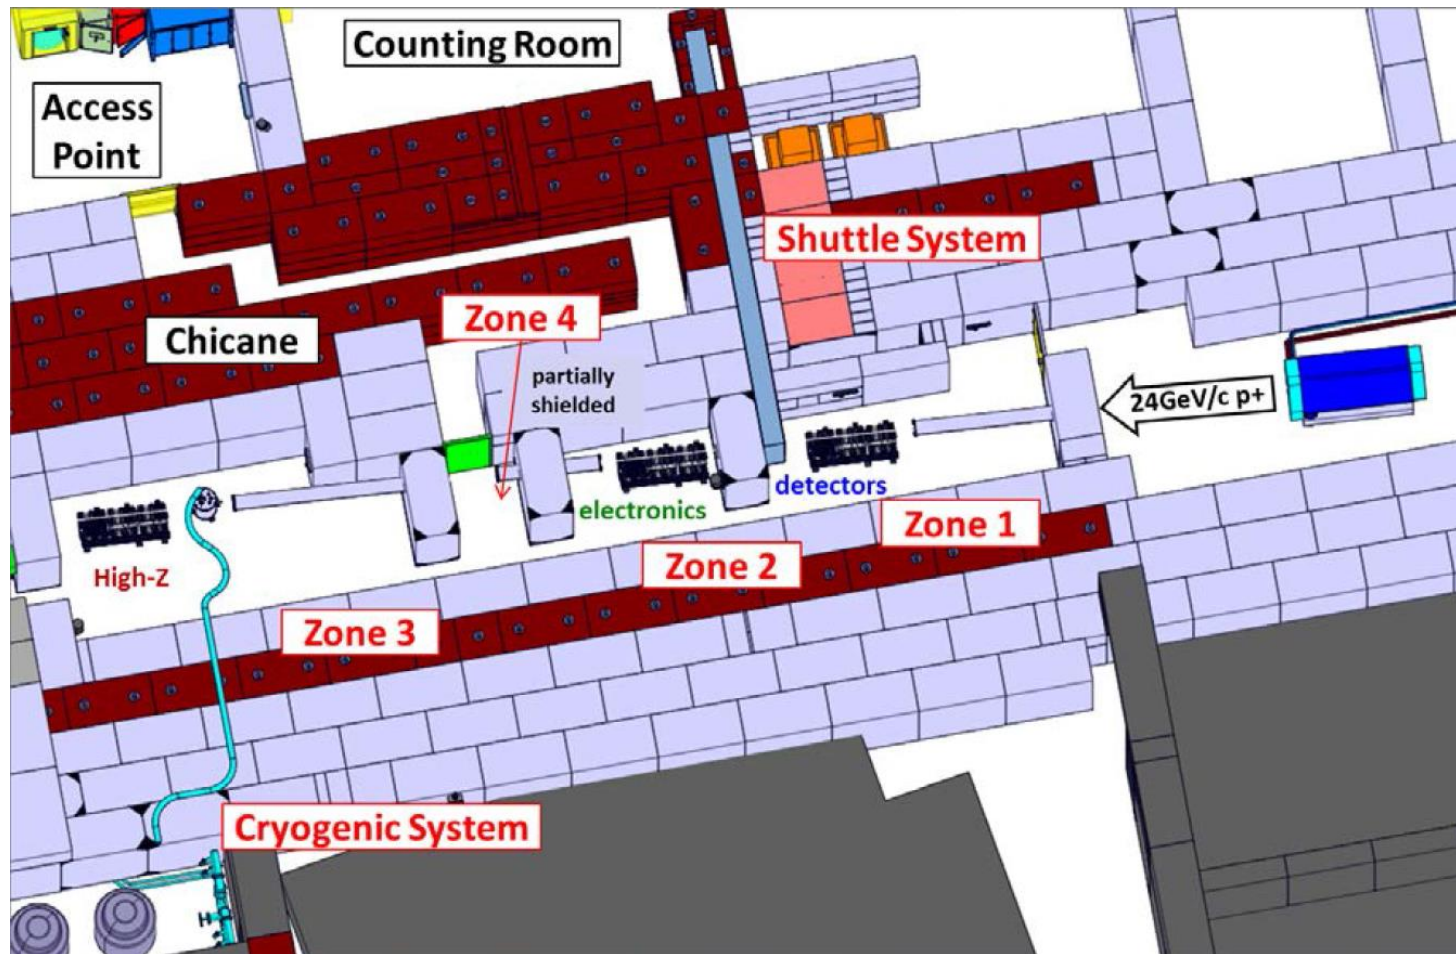 Counting Room
Access
Point
Shuttle System
Zone 4
Chicane
partially
shielded
24GeV/c p+
detectors
electronics
Zone 1
Zone 2
High-Z
Zone 3
Cryogenic System